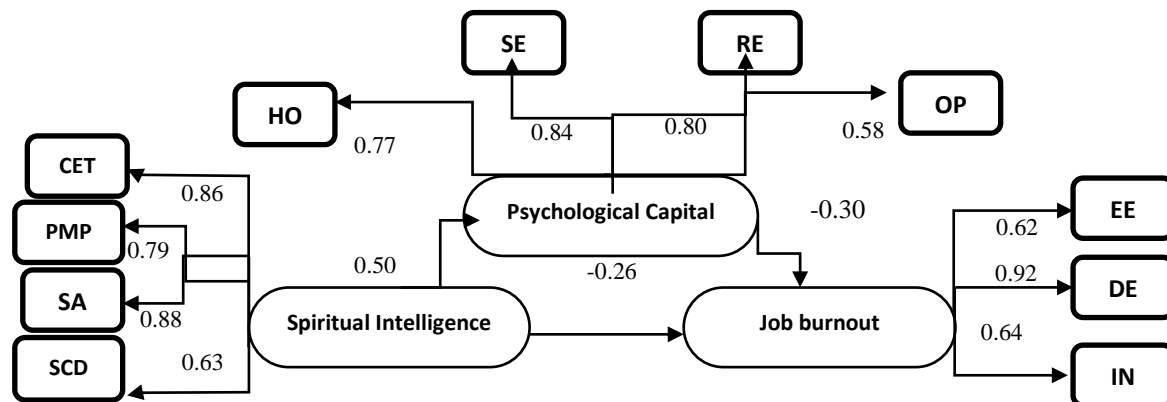 SE
RE
HO
OP
0.77
0.84
0.80
0.58
CET
0.86
PMP
0.79
SA
0.88
SCD
0.63
Psychological Capital
-0.30
0.50
-0.26
Spiritual Intelligence
Job burnout
EE
0.62
0.92
DE
0.64
IN